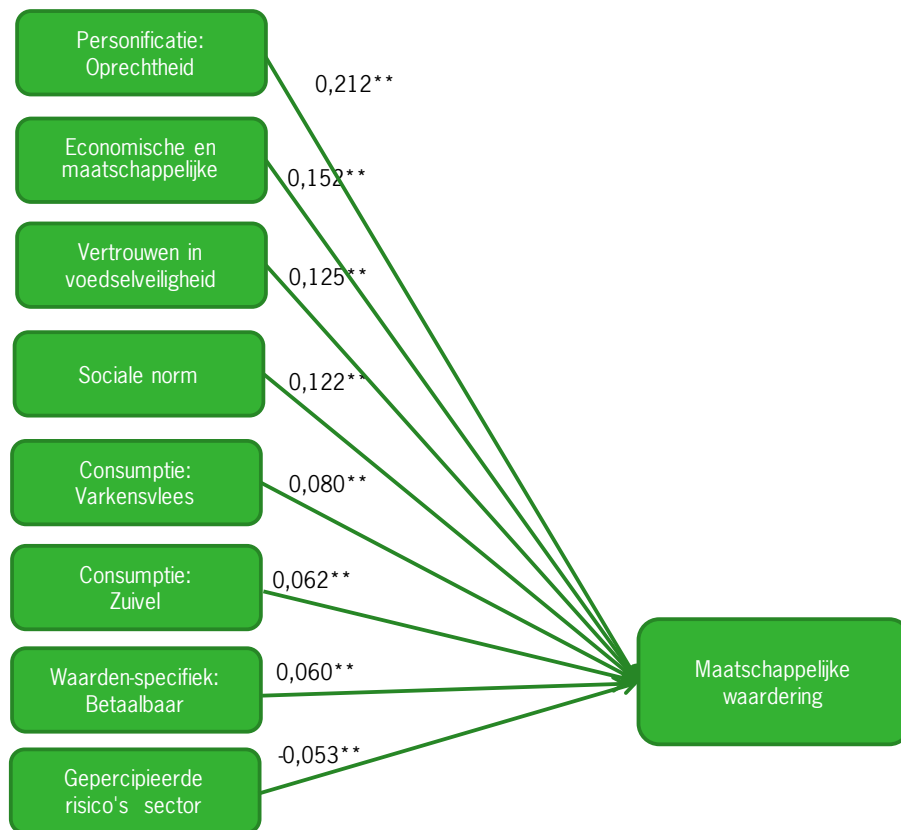 Personificatie:
Oprechtheid
0,212**
Economische en
maatschappelijke
0,152**
Vertrouwen in
voedselveiligheid
0,125**
Sociale norm
0,122**
Consumptie:
Varkensvlees
0,080**
Consumptie:
Zuivel
0,062**
Waarden-specifiek:
Betaalbaar
0,060**
Maatschappelijke
waardering
Gepercipieerde
risico's sector
-0,053**